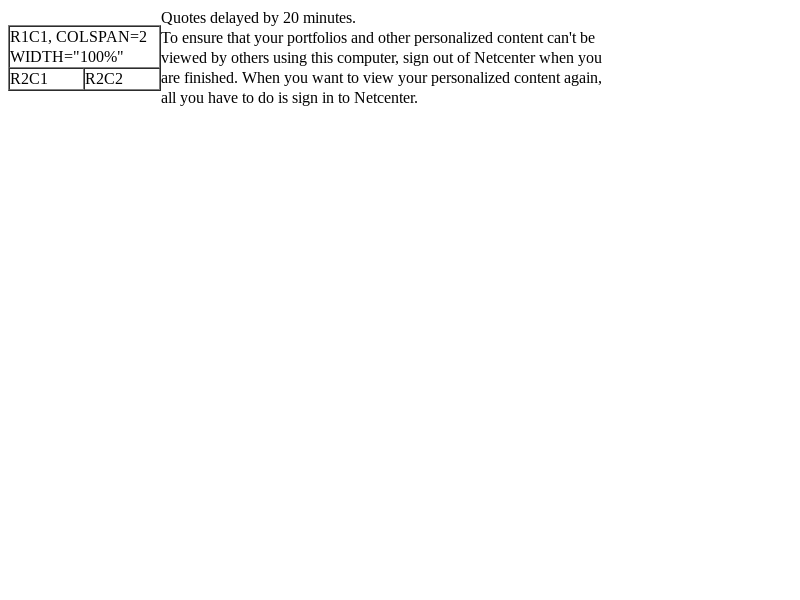 R1C1, COLSPAN=2
WIDTH="100%"
R2C1 R2C2
Quotes delayed by 20 minutes.
To ensure that your portfolios and other personalized content can't be
viewed by others using this computer, sign out of Netcenter when you
are finished. When you want to view your personalized content again,
all you have to do is sign in to Netcenter.